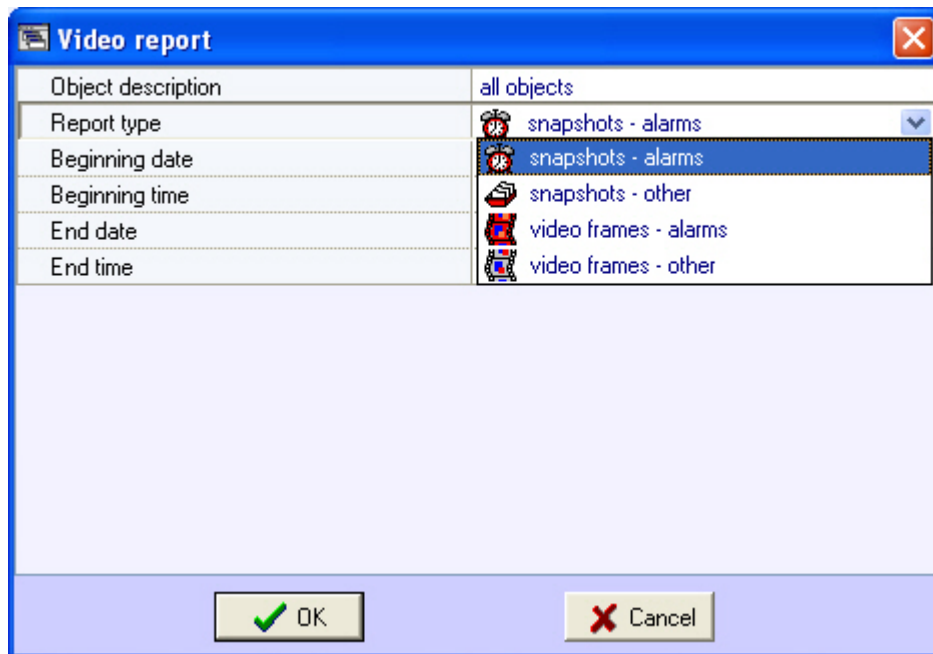 Video report
Object description all objects
Report type snapshots - alarms
Beginning date snapshots - alarms
Beginning time snapshots - other
End date video frames - alarms
End time video frames - other
OK Cancel